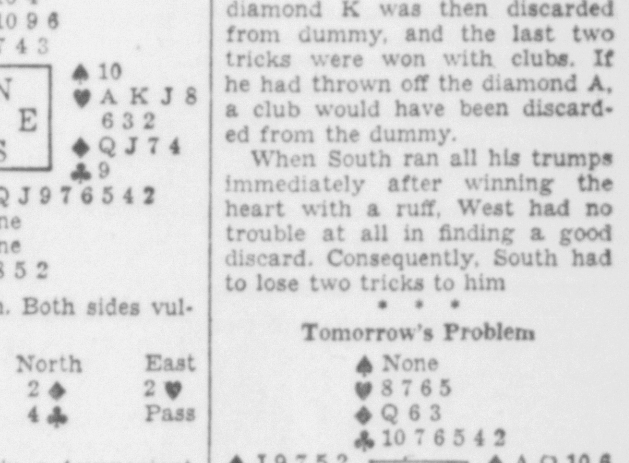 10 9 6
J 4 3
N
E
S
♠ 10
♥ A K J 8
6 3 2
♦ Q J 7 4
♣ 9
Q J 9 7 6 5 4 2
8 5 2
Both sides vul-
North East
2 ♦ 2 ♥
4 ♣ Pass
diamond K was then discarded
from dummy, and the last two
tricks were won with clubs. If
he had thrown off the diamond A,
a club would have been discard-
ed from the dummy.
When South ran all his trumps
immediately after winning the
heart with a ruff, West had no
trouble at all in finding a good
discard. Consequently, South had
to lose two tricks to him
* * *
Tomorrow's Problem
♠ None
♥ 8 7 6 5
♦ Q 6 3
♣ 10 7 6 5 4 2
♠ J 9 7 5 2 ♠ A Q 10 6